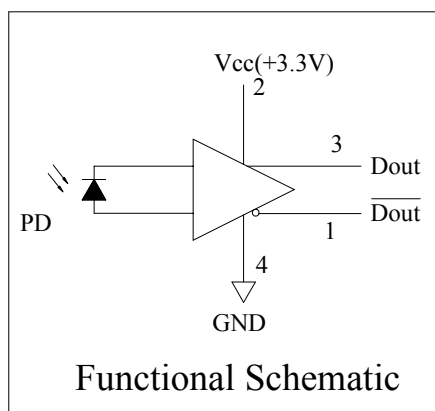 Vcc(+3.3V)
2
3
Dout
PD
Dout
1
4
GND
Functional Schematic